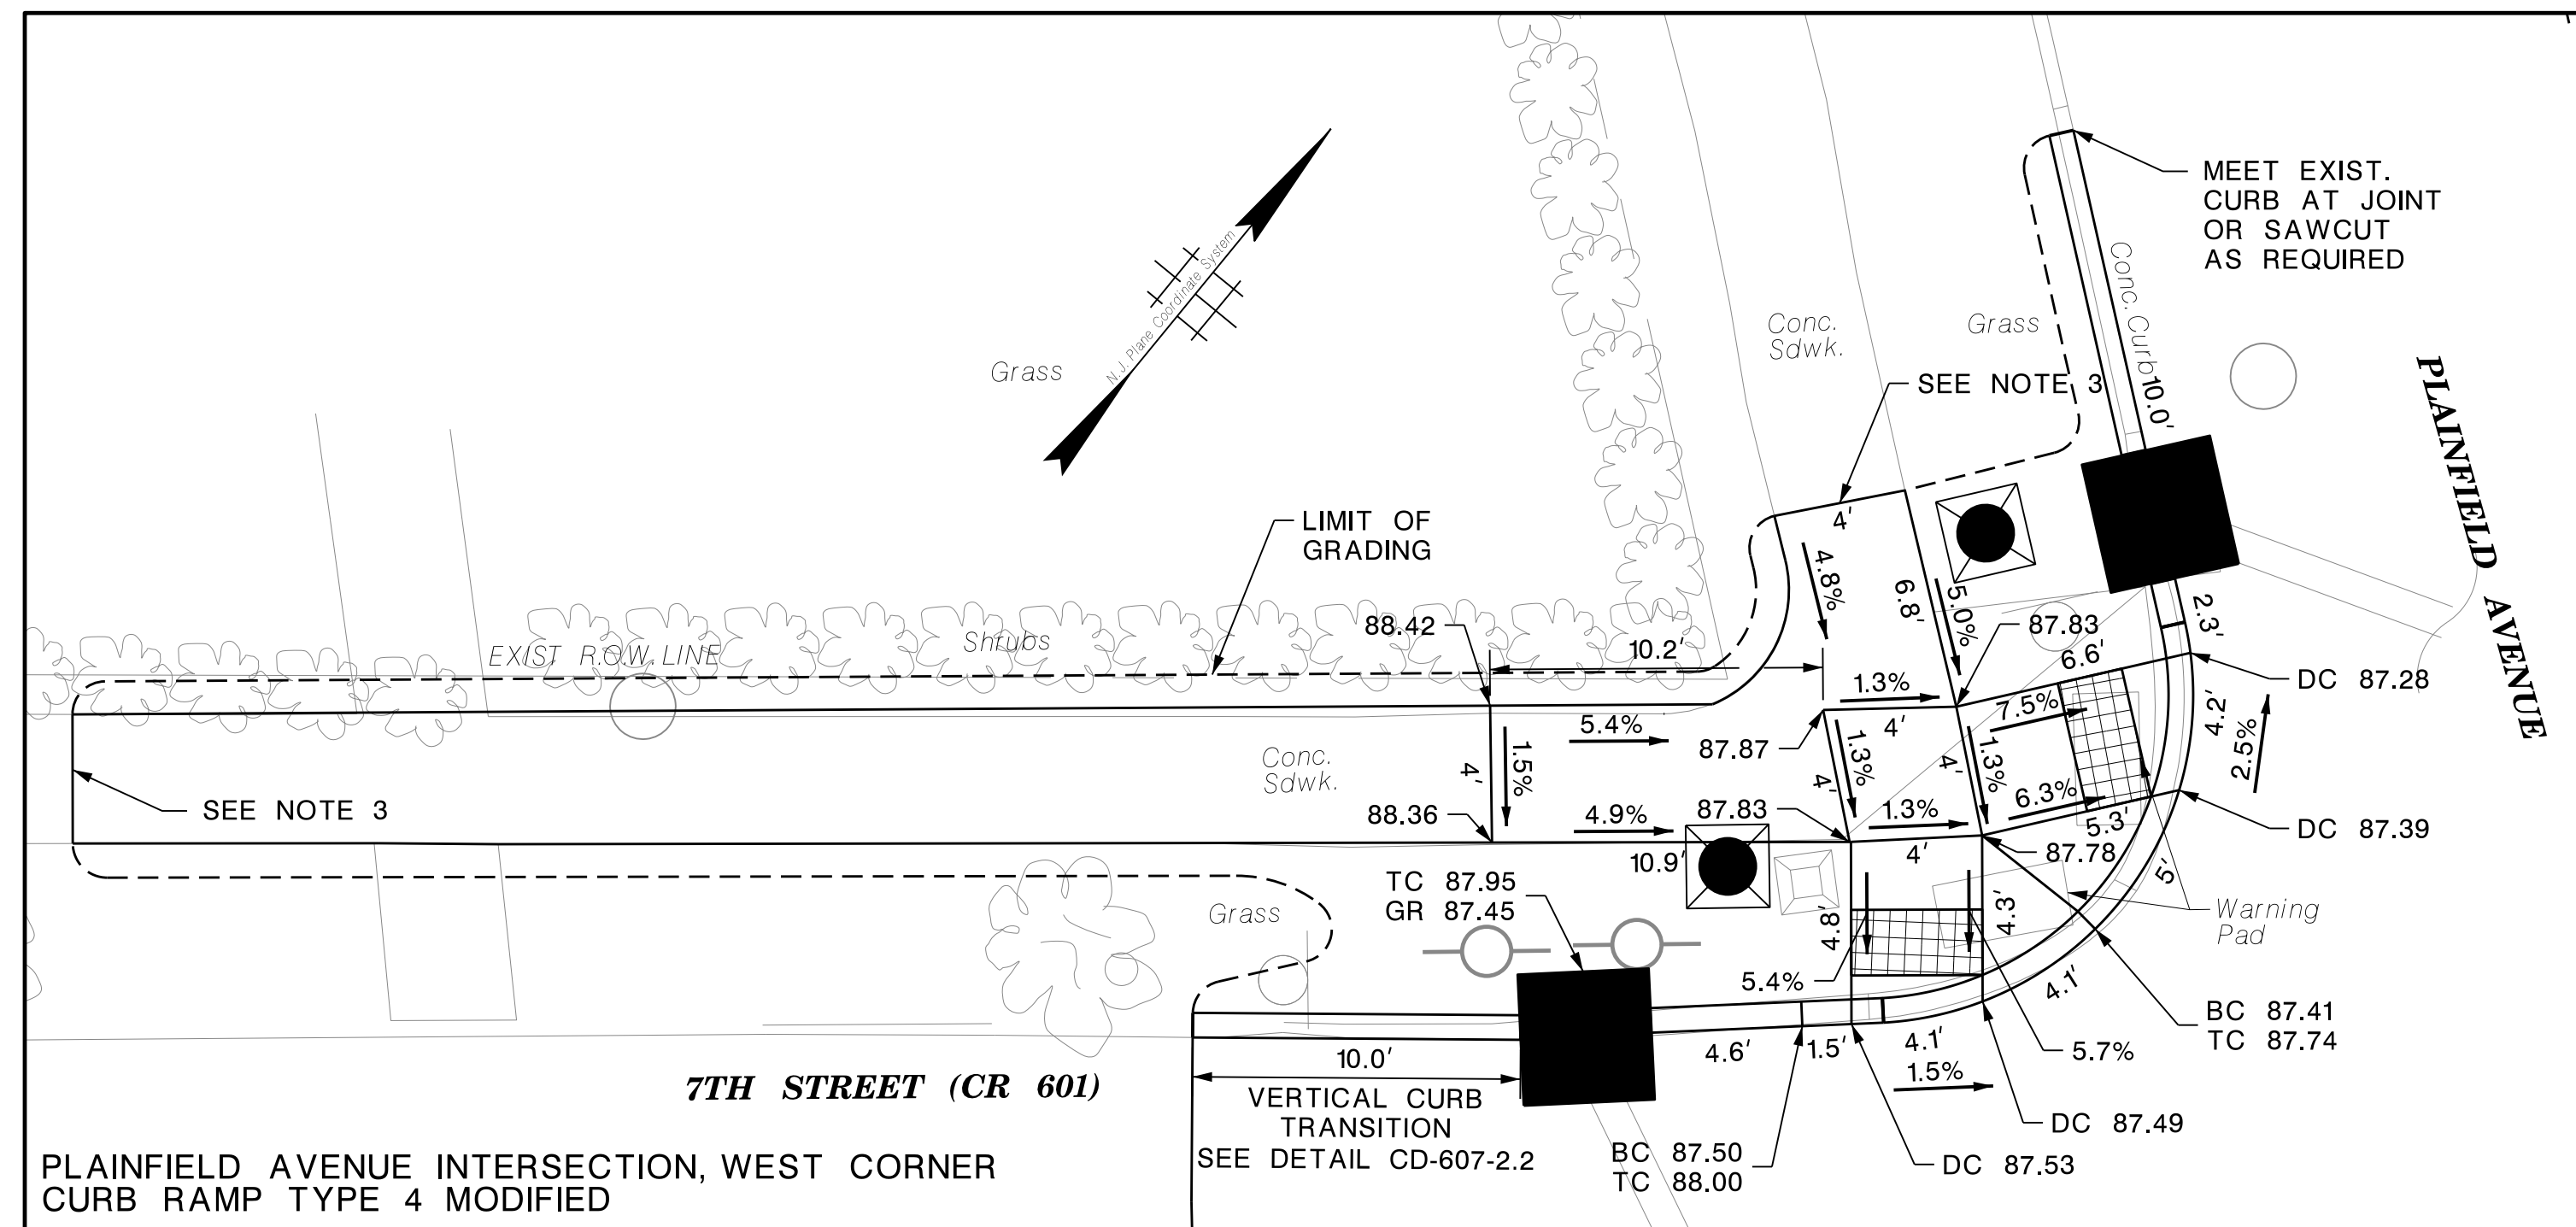 MEET EXIST.
CURB AT JOINT
OR SAWCUT
AS REQUIRED
Conc. Curb
10.0'
PLAINFIELD AVENUE
N.J. Plane Coordinate System
Grass
Conc.
Sdwk.
Grass
SEE NOTE 3
4'
LIMIT OF
GRADING
4.8%
6.8'
5.0%
2.3'
88.42
10.2'
87.83
6.6'
EXIST R.O.W. LINE
Shrubs
DC 87.28
1.3%
7.5%
4.2'
2.5%
5.4%
87.87
4'
1.3%
4'
1.3%
4'
Conc.
Sdwk.
4'
1.5%
SEE NOTE 3
88.36
4.9%
87.83
1.3%
6.3%
5.3'
DC 87.39
10.9'
4'
87.78
5'
TC 87.95
GR 87.45
Grass
4.8'
4.3'
Warning
Pad
5.4%
4.1'
BC 87.41
TC 87.74
10.0'
4.6'
1.5'
4.1'
5.7%
1.5%
7TH STREET (CR 601)
VERTICAL CURB
TRANSITION
SEE DETAIL CD-607-2.2
DC 87.49
BC 87.50
TC 88.00
DC 87.53
PLAINFIELD AVENUE INTERSECTION, WEST CORNER
CURB RAMP TYPE 4 MODIFIED